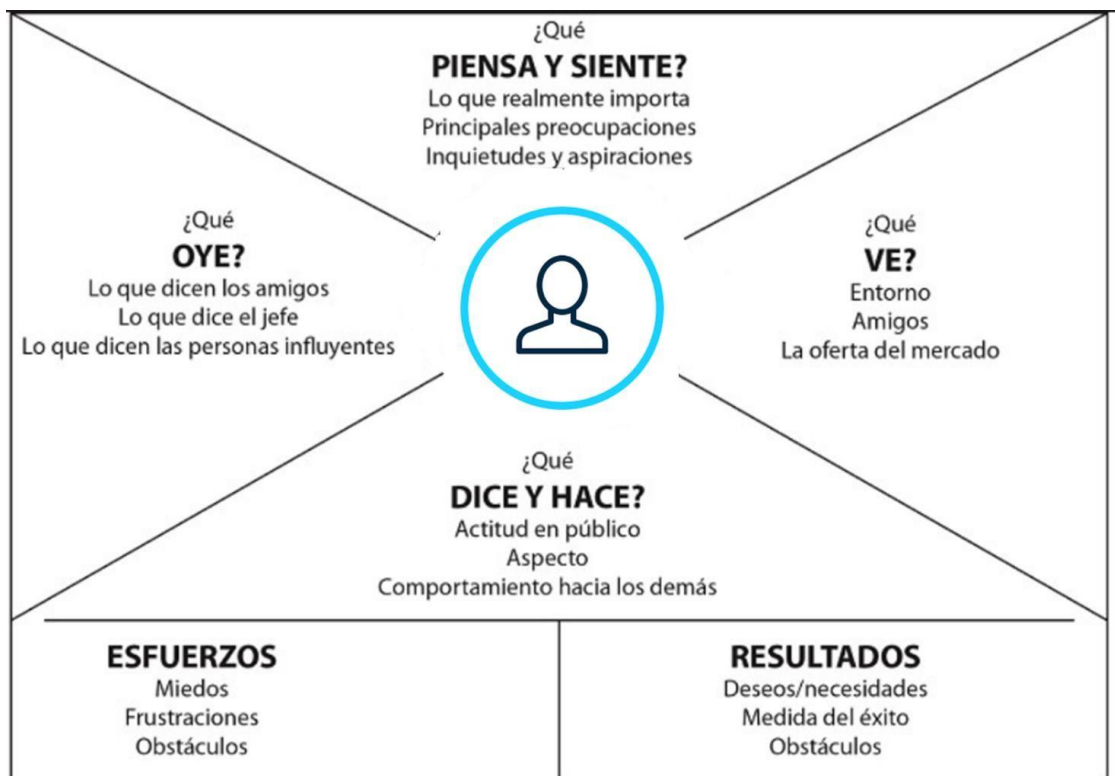 ¿Qué
PIENSA Y SIENTE?
Lo que realmente importa
Principales preocupaciones
Inquietudes y aspiraciones
¿Qué
OYE?
Lo que dicen los amigos
Lo que dice el jefe
Lo que dicen las personas influyentes
¿Qué
VE?
Entorno
Amigos
La oferta del mercado
¿Qué
DICE Y HACE?
Actitud en público
Aspecto
Comportamiento hacia los demás
ESFUERZOS
Miedos
Frustraciones
Obstáculos
RESULTADOS
Deseos/necesidades
Medida del éxito
Obstáculos